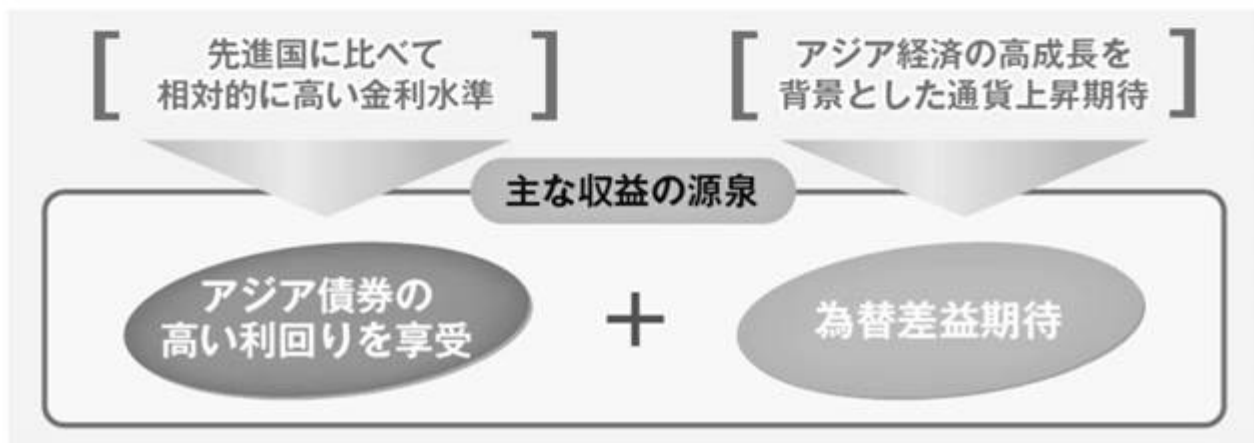 先進国に比べて
相対的に高い金利水準
アジア経済の高成長を
背景とした通貨上昇期待
主な収益の源泉
アジア債券の
高い利回りを享受
+
為替差益期待